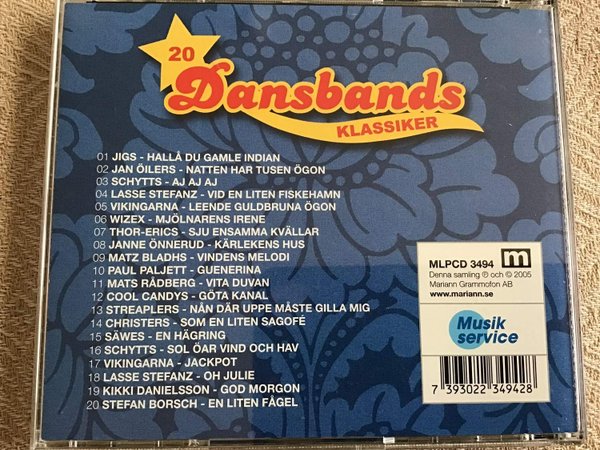 20
Dansbands
KLASSIKER
01 JIGS - HALLÅ DU GAMLE INDIAN
02 JAN ÖILERS - NATTEN HAR TUSEN ÖGON
03 SCHYTTS - AJ AJ AJ
04 LASSE STEFANZ - VID EN LITEN FISKEHAMN
05 VIKINGARNA - LEENDE GULDBRUNA ÖGON
06 WIZEX - MJÖLNARENS IRENE
07 THOR-ERICS - SJU ENSAMMA KVÄLLAR
08 JANNE ÖNNERUD - KÄRLEKENS HUS
09 MATZ BLADHS - VINDENS MELODI
10 PAUL PALJETT - GUENERINA
11 MATS RÅDBERG - VITA DUVAN
12 COOL CANDYS - GÖTA KANAL
13 STREAPLERS - NÅN DÄR UPPE MÅSTE GILLA MIG
14 CHRISTERS - SOM EN LITEN SAGOFÉ
15 SÄWES - EN HÄGRING
16 SCHYTTS - SOL ÖAR VIND OCH HAV
17 VIKINGARNA - JACKPOT
18 LASSE STEFANZ - OH JULIE
19 KIKKI DANIELSSON - GOD MORGON
20 STEFAN BORSCH - EN LITEN FÅGEL
MLPCD 3494 m
Denna samling ℗ och © 2005
Mariann Grammofon AB
www.mariann.se
Musik
service
7 393022 349428